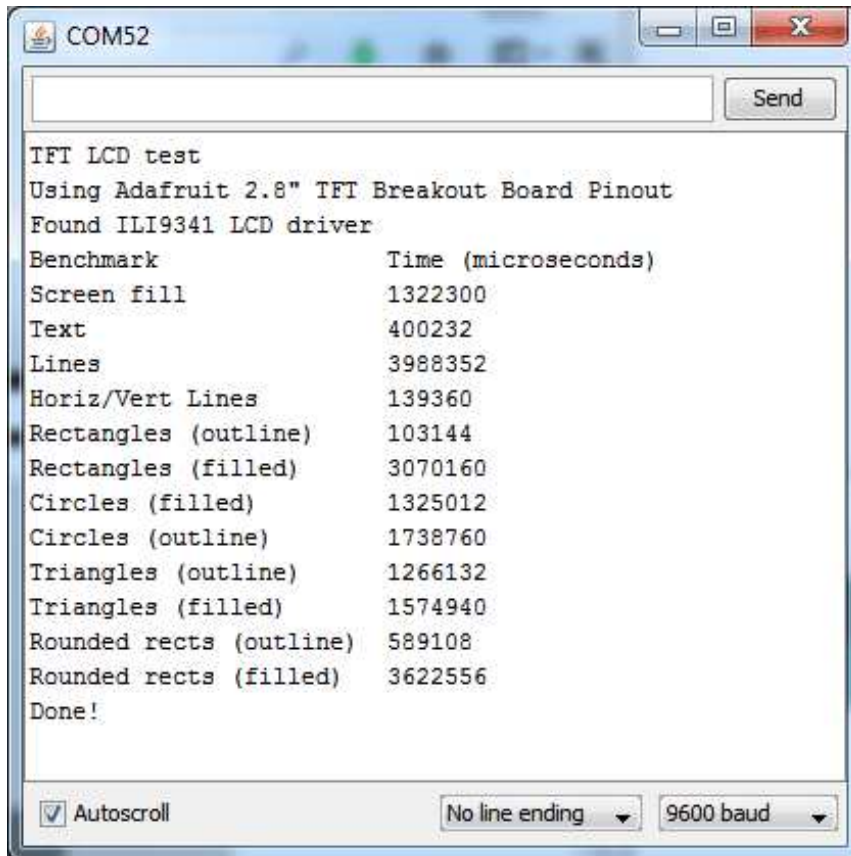 COM52
Send
TFT LCD test
Using Adafruit 2.8" TFT Breakout Board Pinout
Found ILI9341 LCD driver
Benchmark Time (microseconds)
Screen fill 1322300
Text 400232
Lines 3988352
Horiz/Vert Lines 139360
Rectangles (outline) 103144
Rectangles (filled) 3070160
Circles (filled) 1325012
Circles (outline) 1738760
Triangles (outline) 1266132
Triangles (filled) 1574940
Rounded rects (outline) 589108
Rounded rects (filled) 3622556
Done!
Autoscroll No line ending 9600 baud